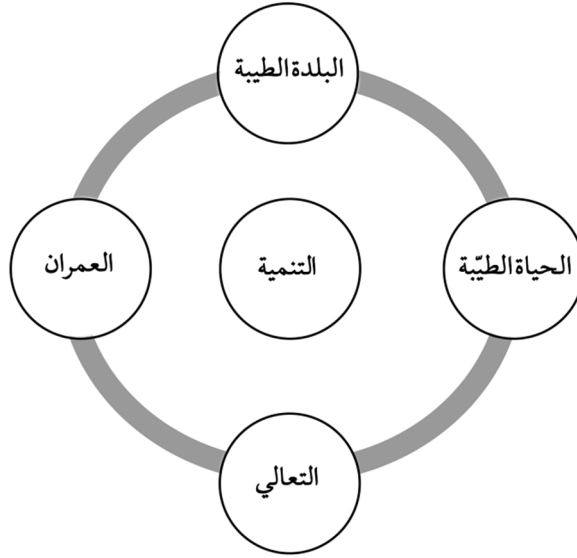 البلدة الطيبة
الحياة الطيّبة
التنمية
العمران
التعالي